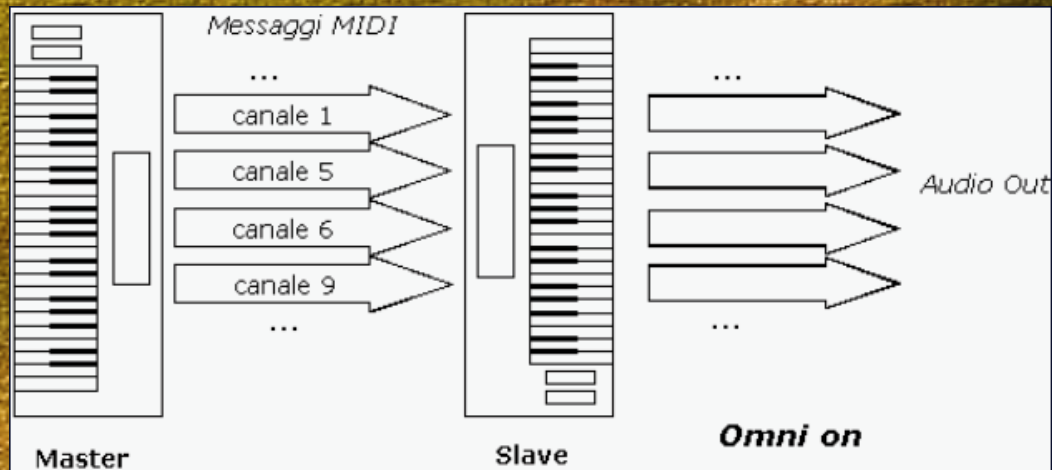 Messaggi MIDI
...
...
canale 1
canale 5
Audio Out
canale 6
canale 9
...
...
Omni on
Master
Slave